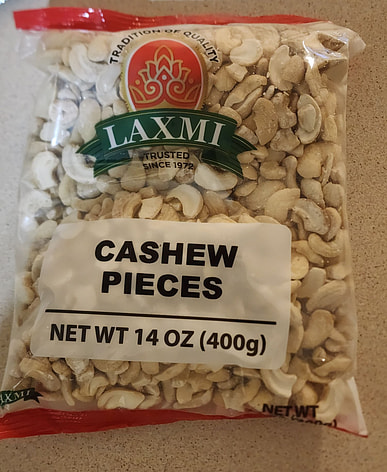 TRADITION OF QUALITY
LAXMI
TRUSTED
SINCE 1972
CASHEW
PIECES
NET WT 14 OZ (400g)
NET WT